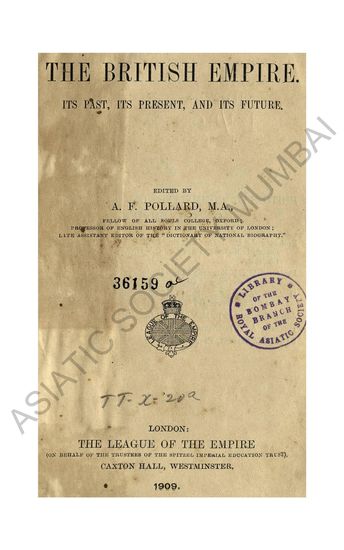 THE BRITISH EMPIRE.
ITS PAST, ITS PRESENT, AND ITS FUTURE.
EDITED BY
A. F. POLLARD, M.A.,
FELLOW OF ALL SOULS COLLEGE, OXFORD;
PROFESSOR OF ENGLISH HISTORY IN THE UNIVERSITY OF LONDON;
LATE ASSISTANT EDITOR OF THE "DICTIONARY OF NATIONAL BIOGRAPHY."
36159
LIBRARY
OF THE
BOMBAY
BRANCH
OF THE
ROYAL ASIATIC SOCIETY
LEAGUE OF THE EMPIRE
TT-X-20a
LONDON:
THE LEAGUE OF THE EMPIRE
(ON BEHALF OF THE TRUSTEES OF THE SPITZEL IMPERIAL EDUCATION TRUST),
CAXTON HALL, WESTMINSTER.
1909.
ASIATIC SOCIETY MUMBAI